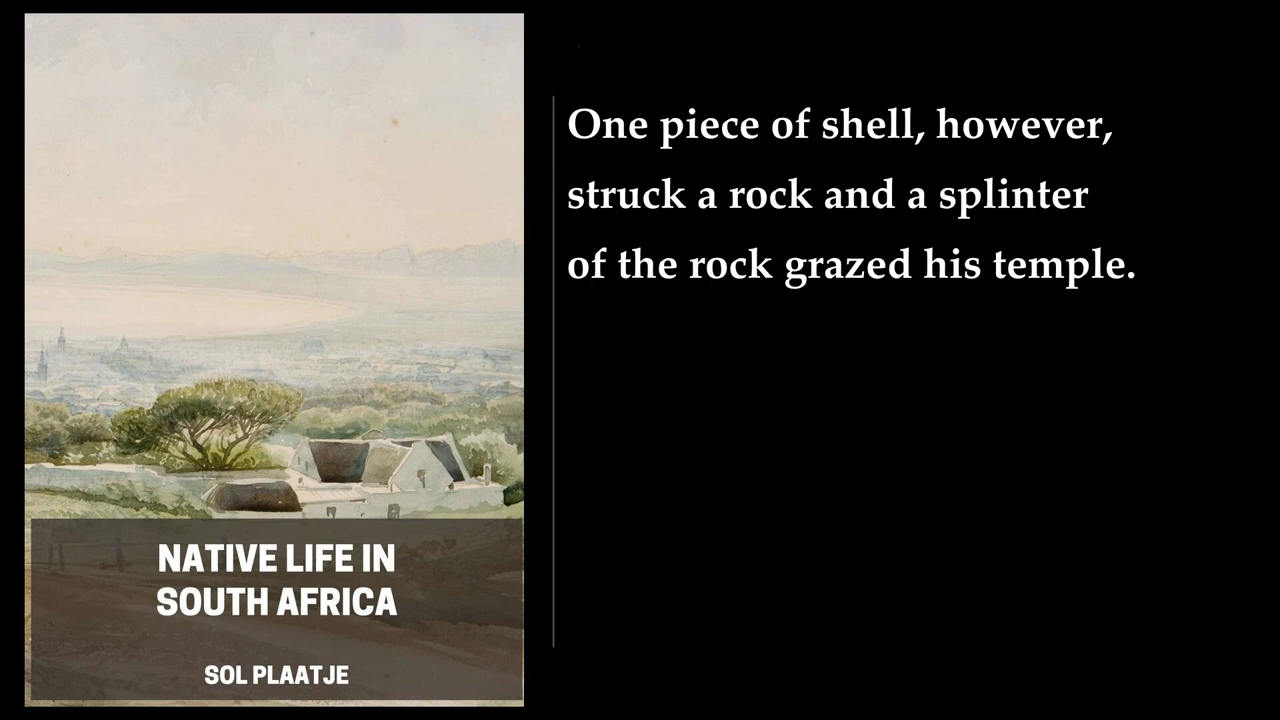 One piece of shell, however,
struck a rock and a splinter
of the rock grazed his temple.
NATIVE LIFE IN
SOUTH AFRICA
SOL PLAATJE